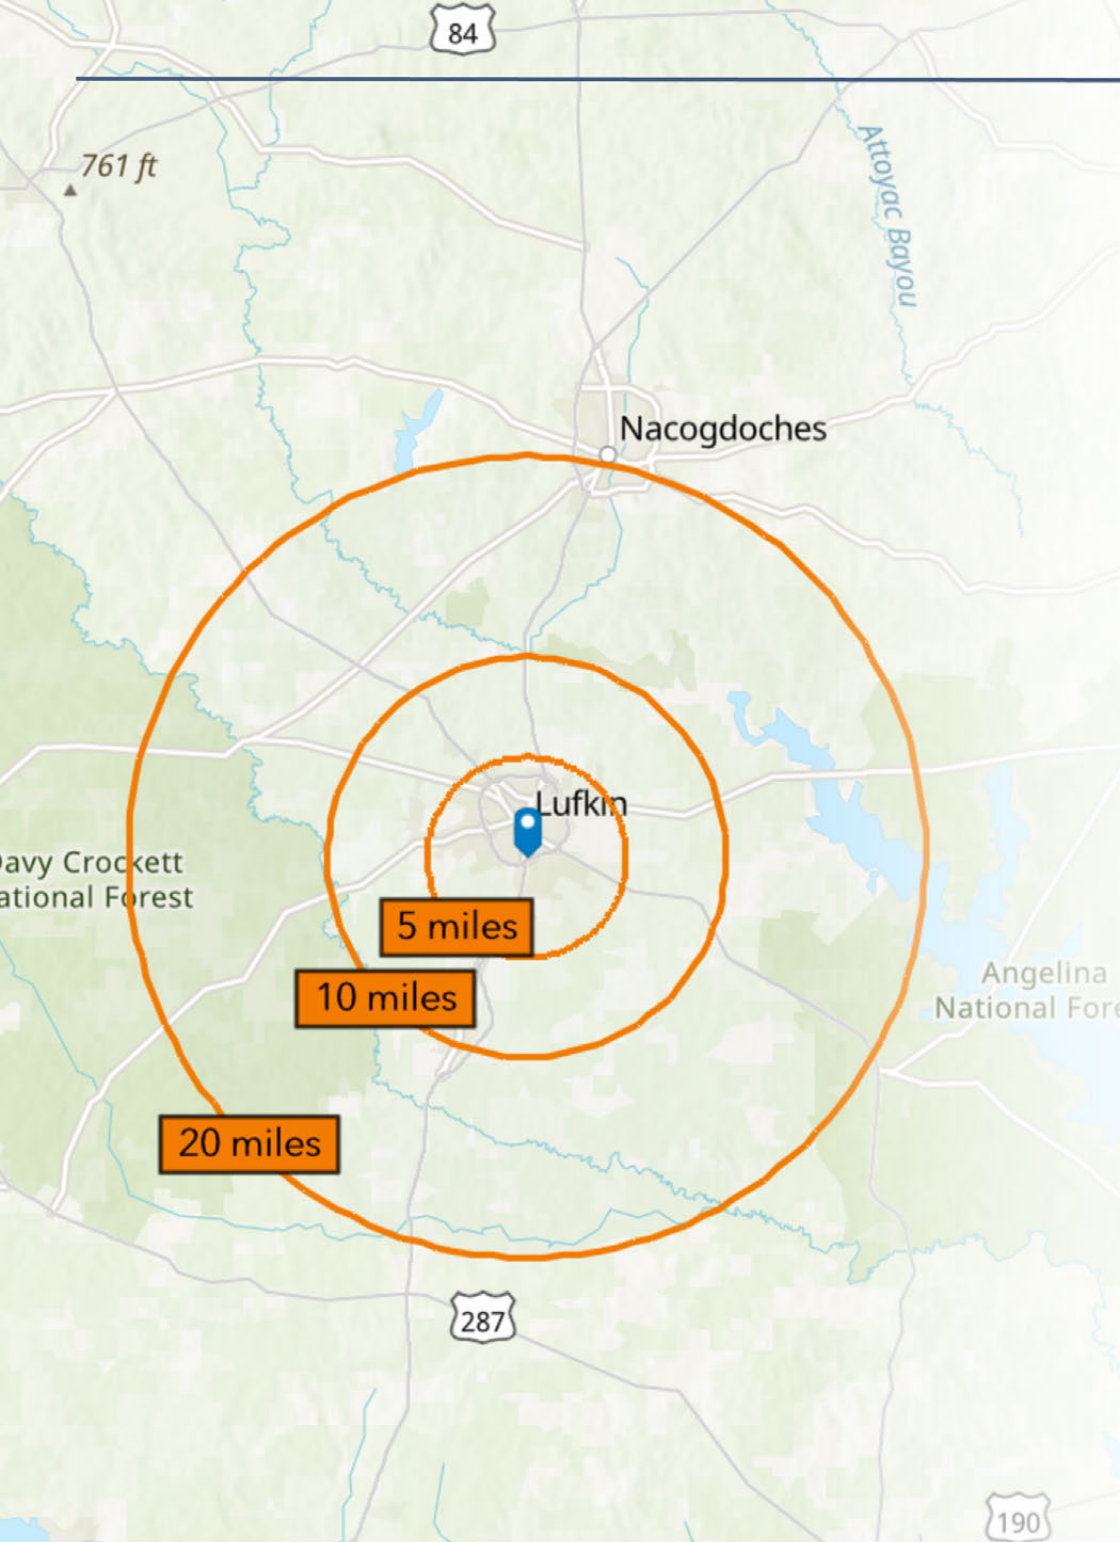 84
761 ft
Attoyac Bayou
Nacogdoches
Lufkin
avy Crockett
ational Forest
5 miles
10 miles
Angelina
National Fore
20 miles
287
190